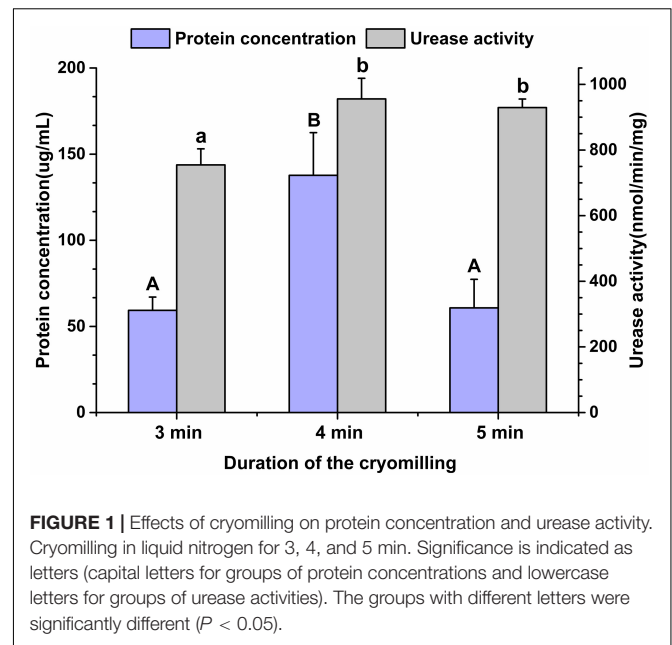 Protein concentration Urease activity
200
150
100
50
0
Protein concentration(ug/mL)
A
a
B
b
A
b
1000
800
600
400
200
0
Urease activity(nmol/min/mg)
3 min 4 min 5 min
Duration of the cryomilling
FIGURE 1 | Effects of cryomilling on protein concentration and urease activity.
Cryomilling in liquid nitrogen for 3, 4, and 5 min. Significance is indicated as
letters (capital letters for groups of protein concentrations and lowercase
letters for groups of urease activities). The groups with different letters were
significantly different (P < 0.05).